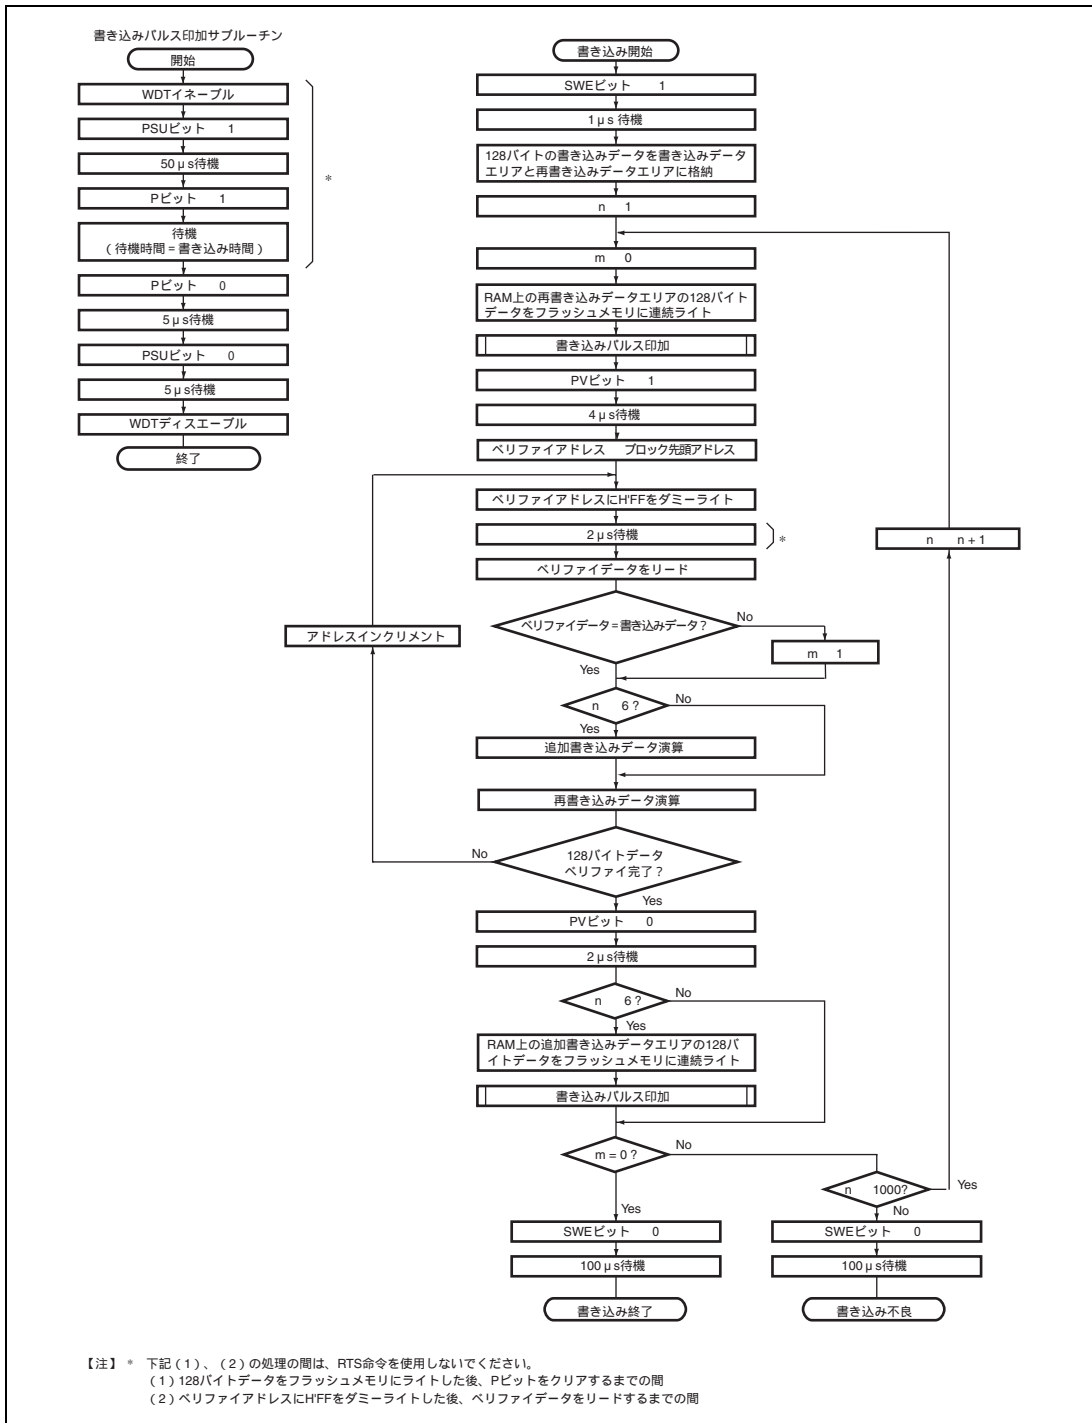 書き込みパルス印加サブルーチン
開始
WDTイネーブル
PSUビット 1
50μs待機
Pビット 1
待機
（待機時間＝書き込み時間）
*
Pビット 0
5μs待機
PSUビット 0
5μs待機
WDTディスエーブル
終了
書き込み開始
SWEビット 1
1μs 待機
128バイトの書き込みデータを書き込みデータ
エリアと再書き込みデータエリアに格納
n 1
m 0
RAM上の再書き込みデータエリアの128バイト
データをフラッシュメモリに連続ライト
書き込みパルス印加
PVビット 1
4μs待機
ベリファイアドレス ブロック先頭アドレス
ベリファイアドレスにH'FFをダミーライト
2μs待機
*
n n + 1
ベリファイデータをリード
ベリファイデータ＝書き込みデータ？
No
アドレスインクリメント
m 1
Yes
n 6？
No
Yes
追加書き込みデータ演算
再書き込みデータ演算
No
128バイトデータ
ベリファイ完了？
Yes
PVビット 0
2μs待機
n 6？
No
Yes
RAM上の追加書き込みデータエリアの128バ
イトデータをフラッシュメモリに連続ライト
書き込みパルス印加
m = 0？
No
n 1000?
Yes
Yes
No
SWEビット 0
SWEビット 0
100μs待機
100μs待機
書き込み終了
書き込み不良
【注】 * 下記（1）、（2）の処理の間は、RTS命令を使用しないでください。
（1）128バイトデータをフラッシュメモリにライトした後、Pビットをクリアするまでの間
（2）ベリファイアドレスにH'FFをダミーライトした後、ベリファイデータをリードするまでの間